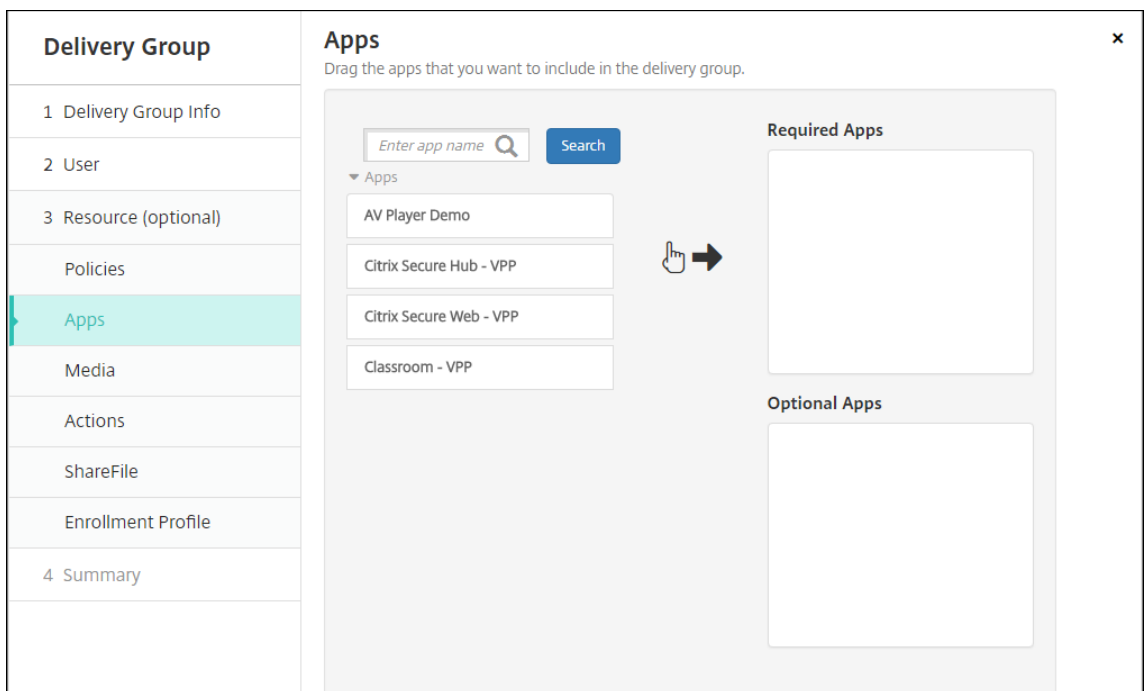 Delivery Group
1 Delivery Group Info
2 User
3 Resource (optional)
Policies
Apps
Media
Actions
ShareFile
Enrollment Profile
4 Summary
Apps
×
Drag the apps that you want to include in the delivery group.
Enter app name
Search
Apps
AV Player Demo
Citrix Secure Hub - VPP
Citrix Secure Web - VPP
Classroom - VPP
Required Apps
Optional Apps